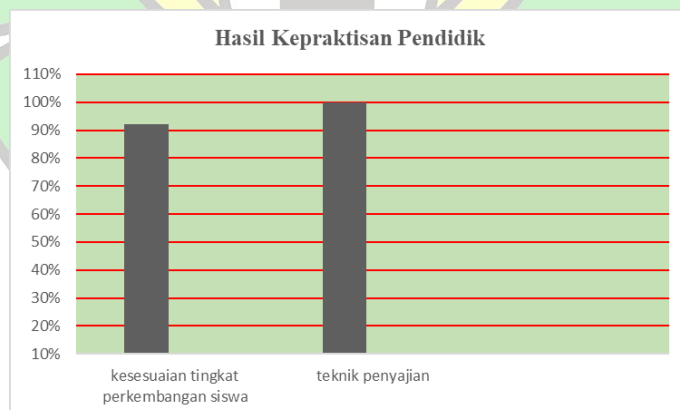 Hasil Kepraktisan Pendidik
110%
100%
90%
80%
70%
60%
50%
40%
30%
20%
10%
kesesuaian tingkat
perkembangan siswa
teknik penyajian